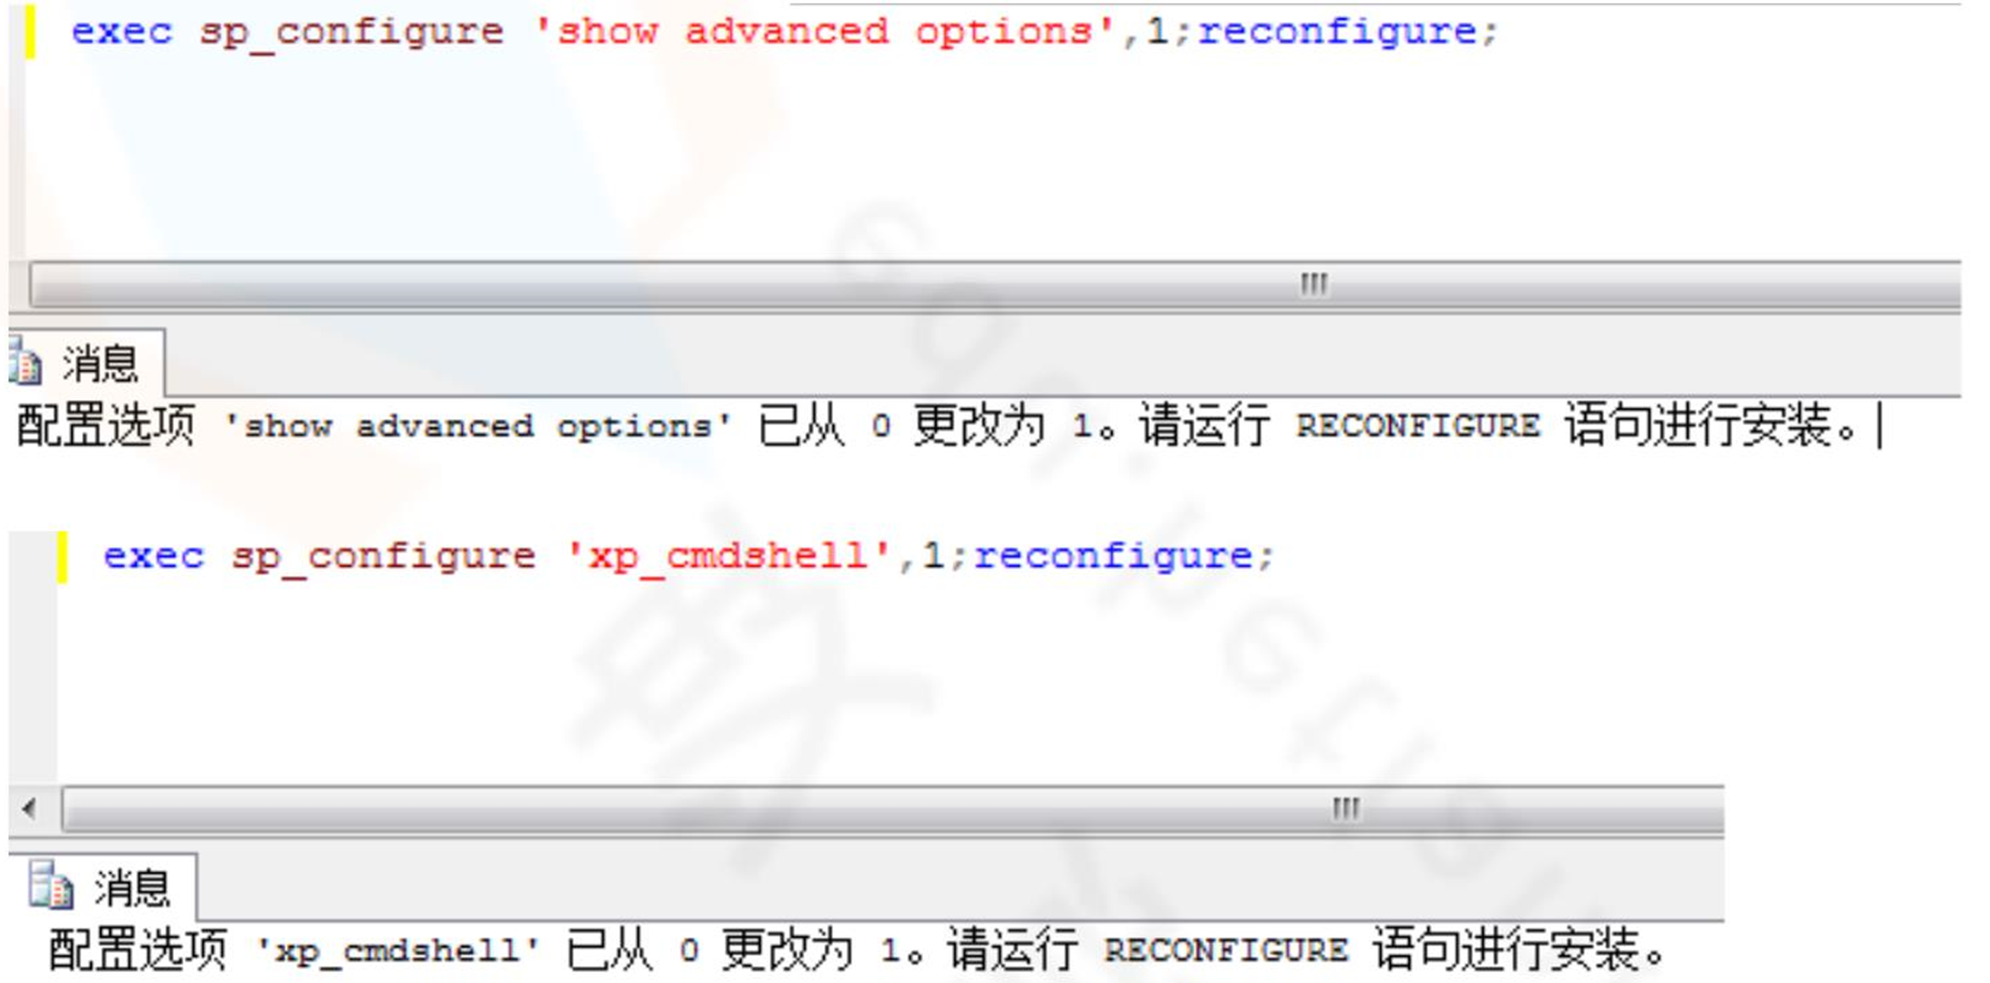 exec sp_configure 'show advanced options',1;reconfigure;
消息
配置选项 'show advanced options' 已从 0 更改为 1。请运行 RECONFIGURE 语句进行安装。
exec sp_configure 'xp_cmdshell',1;reconfigure;
消息
配置选项 'xp_cmdshell' 已从 0 更改为 1。请运行 RECONFIGURE 语句进行安装。